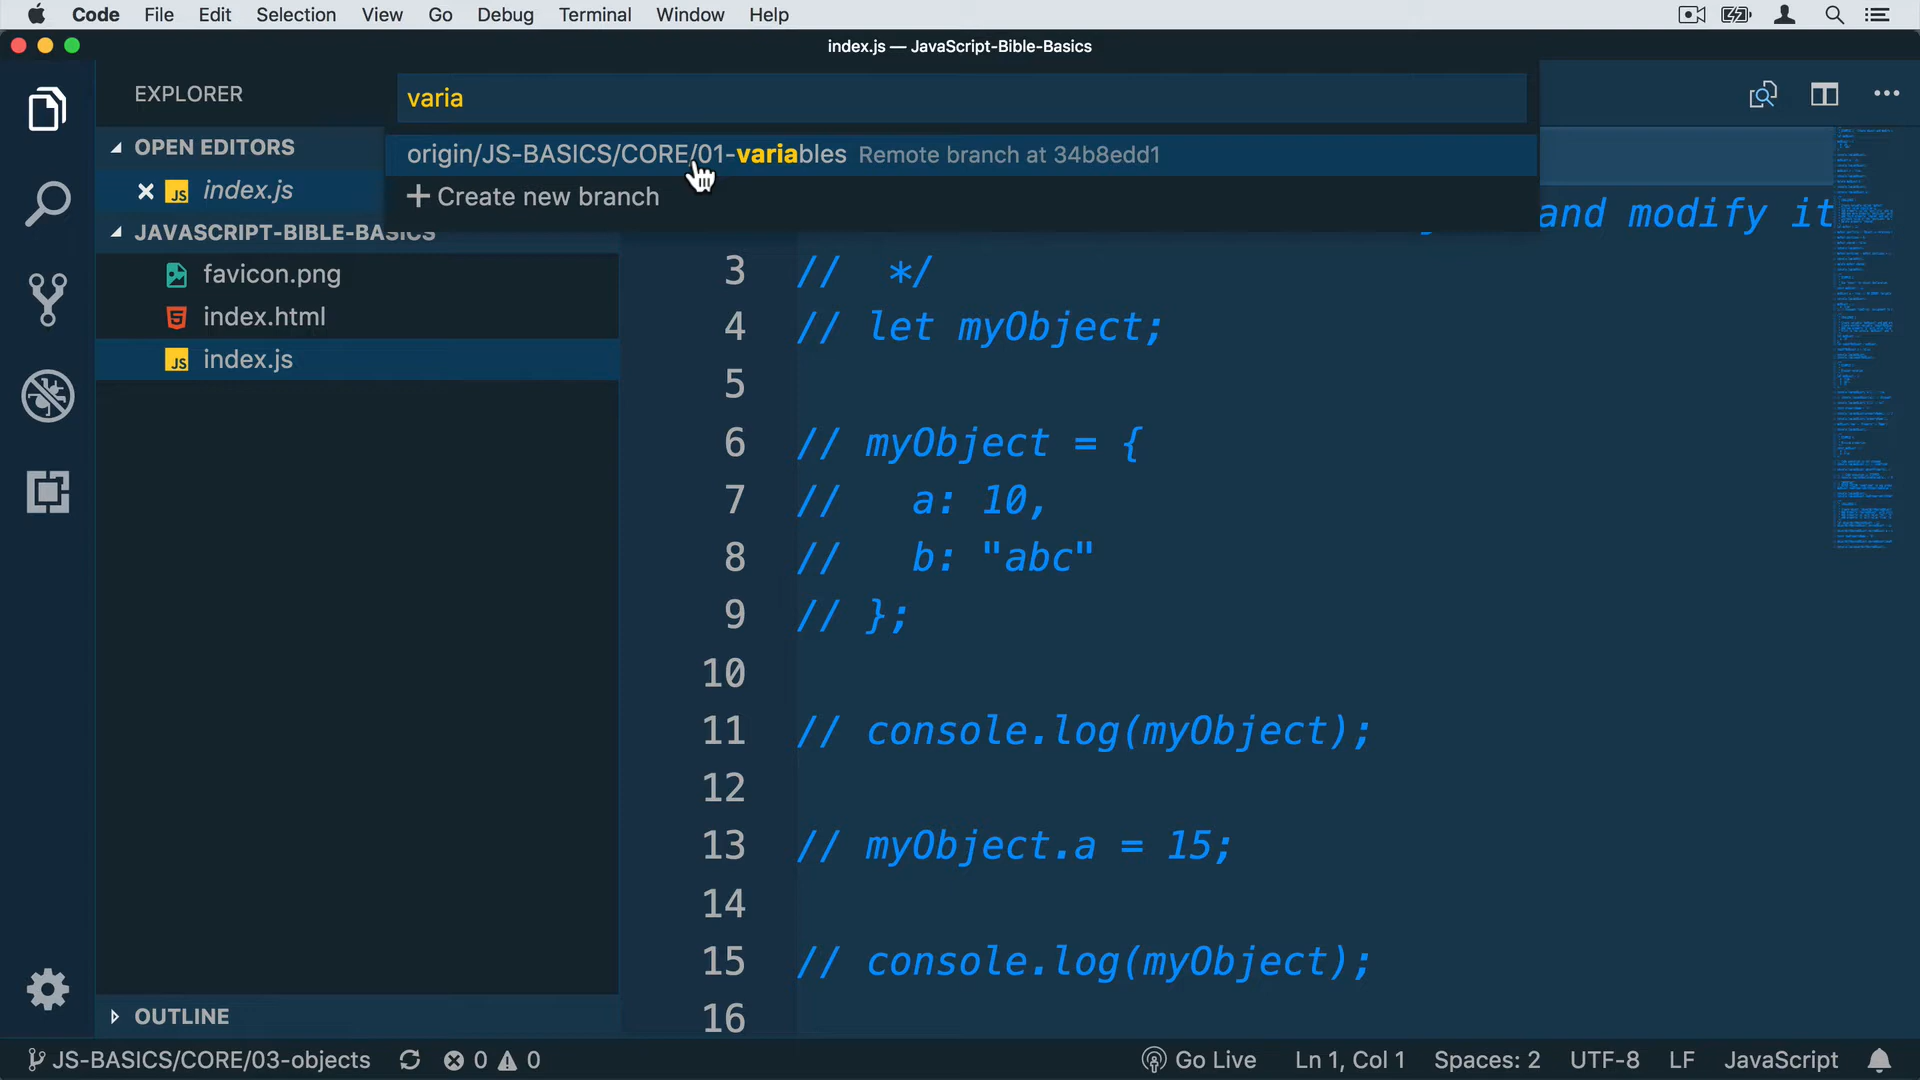 Code File Edit Selection View Go Debug Terminal Window Help
index.js — JavaScript-Bible-Basics
EXPLORER
varia
OPEN EDITORS
origin/JS-BASICS/CORE/01-variables Remote branch at 34b8edd1
JS index.js
+ Create new branch
JAVASCRIPT-BIBLE-BASICS
and modify it
favicon.png
index.html
JS index.js
3 // */
4 // let myObject;
5
6 // myObject = {
7 // a: 10,
8 // b: "abc"
9 // };
10
11 // console.log(myObject);
12
13 // myObject.a = 15;
14
15 // console.log(myObject);
16
OUTLINE
JS-BASICS/CORE/03-objects 0 0 Go Live Ln 1, Col 1 Spaces: 2 UTF-8 LF JavaScript